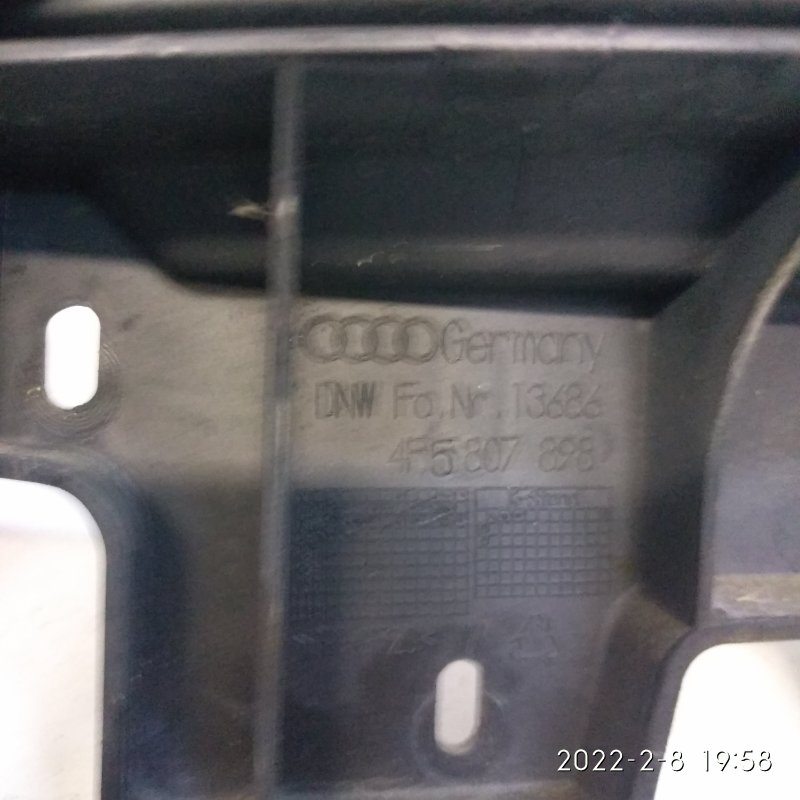 Germany
DNW Fo.Nr.13686
4F5 807 898
2022-2-8 19:58